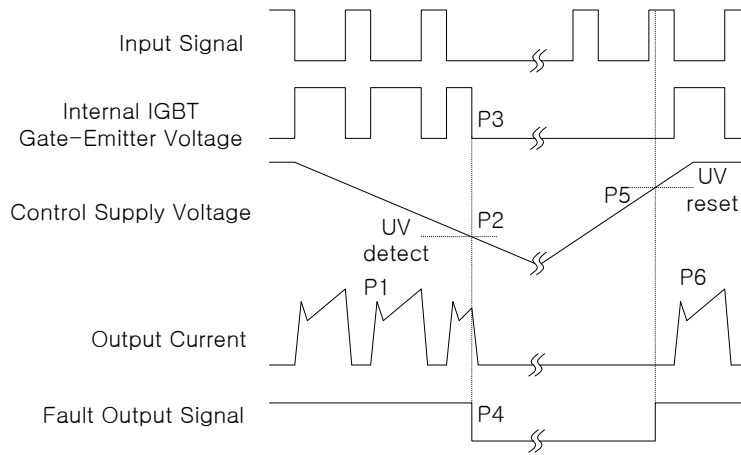 Input Signal
Internal IGBT
Gate-Emitter Voltage
P3
Control Supply Voltage
P2
UV
detect
P5
UV
reset
P1
P6
Output Current
Fault Output Signal
P4